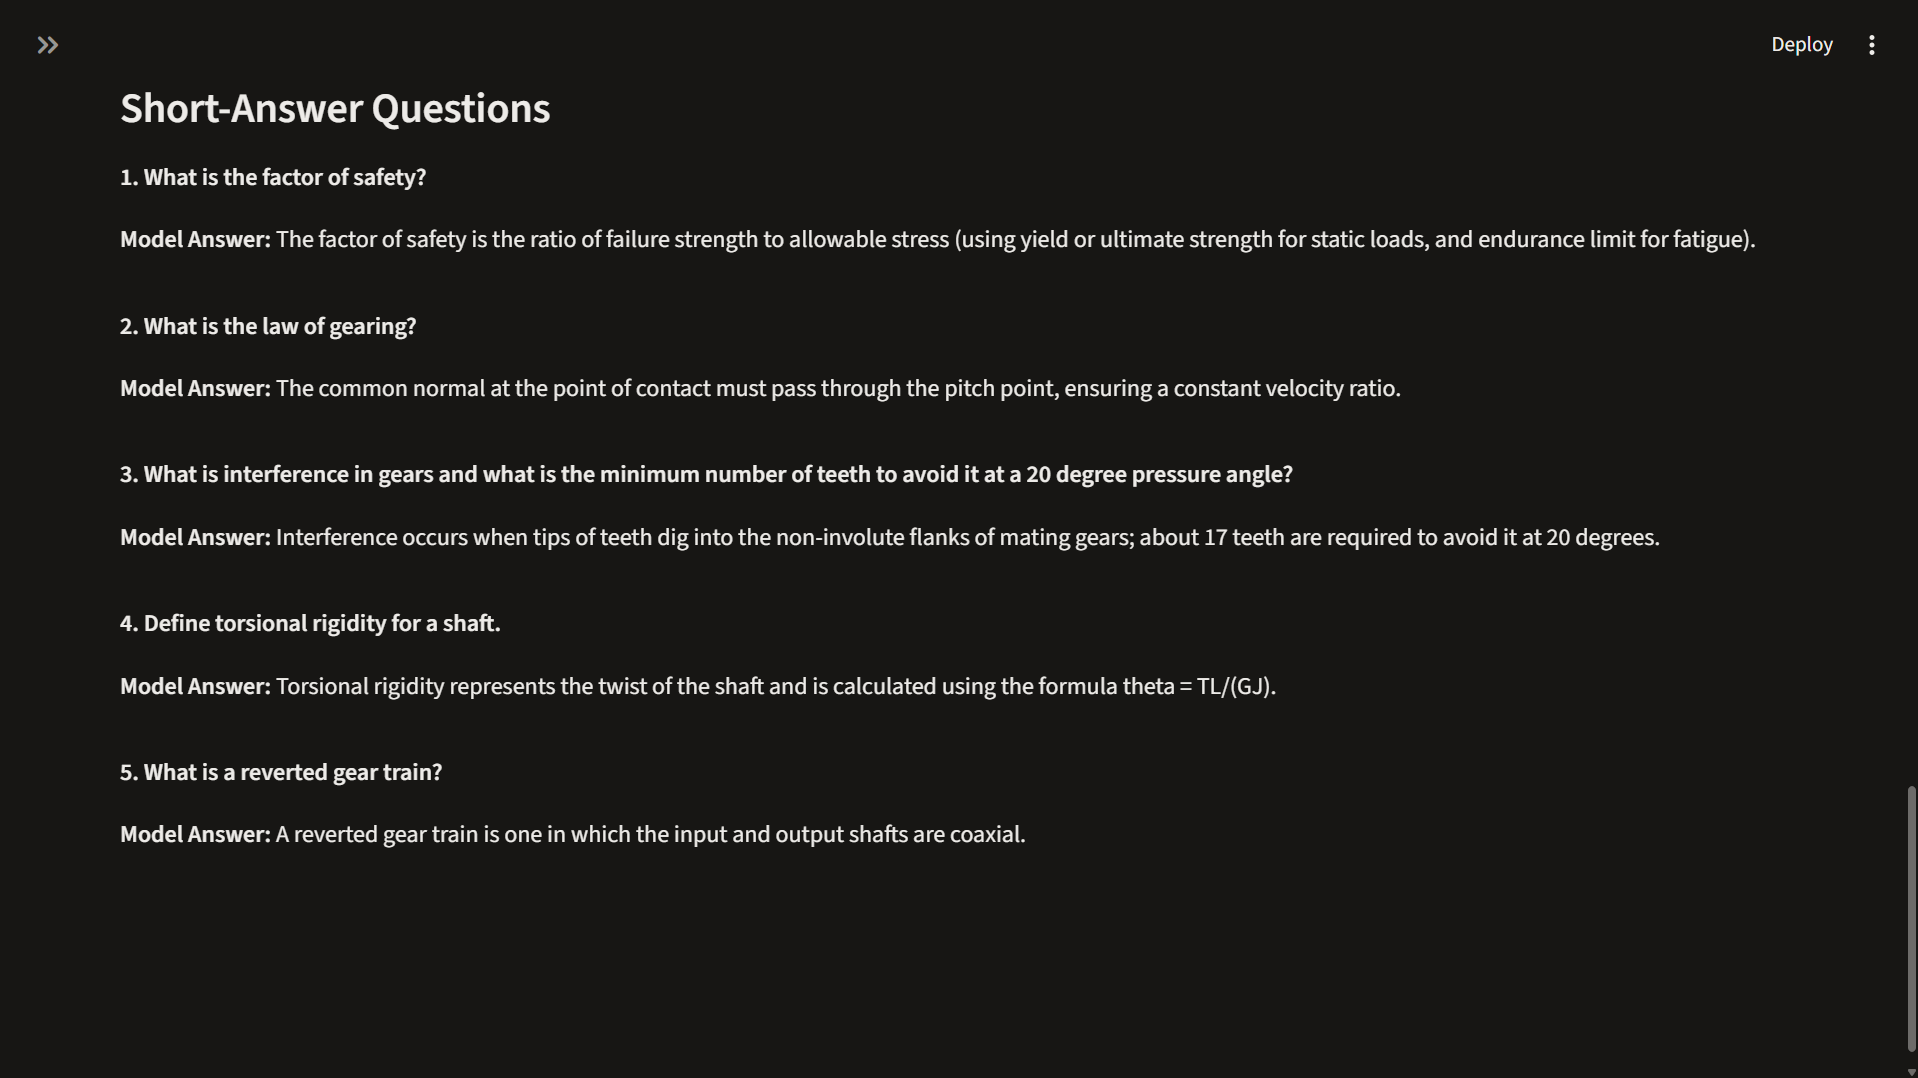 Deploy
Short-Answer Questions
1. What is the factor of safety?
Model Answer: The factor of safety is the ratio of failure strength to allowable stress (using yield or ultimate strength for static loads, and endurance limit for fatigue).
2. What is the law of gearing?
Model Answer: The common normal at the point of contact must pass through the pitch point, ensuring a constant velocity ratio.
3. What is interference in gears and what is the minimum number of teeth to avoid it at a 20 degree pressure angle?
Model Answer: Interference occurs when tips of teeth dig into the non-involute flanks of mating gears; about 17 teeth are required to avoid it at 20 degrees.
4. Define torsional rigidity for a shaft.
Model Answer: Torsional rigidity represents the twist of the shaft and is calculated using the formula theta = TL/(GJ).
5. What is a reverted gear train?
Model Answer: A reverted gear train is one in which the input and output shafts are coaxial.